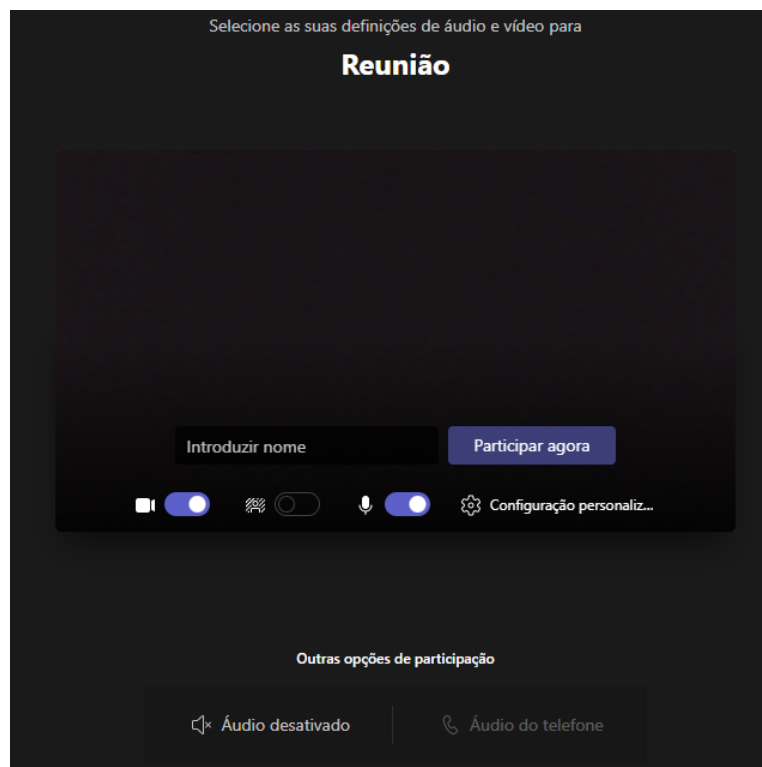 Selecione as suas definições de áudio e vídeo para
Reunião
Introduzir nome
Participar agora
Configuração personaliz...
Outras opções de participação
Áudio desativado
Áudio do telefone